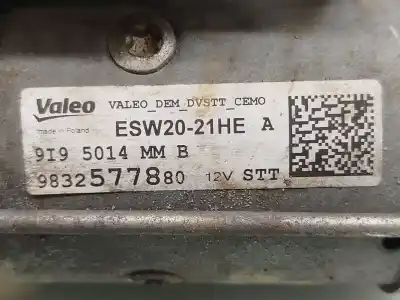 Valeo VALEO_DEM_DVSTT_CEMO
made in Poland ESW20-21HE A
9I9 5014 MM B
9832577880 12V STT